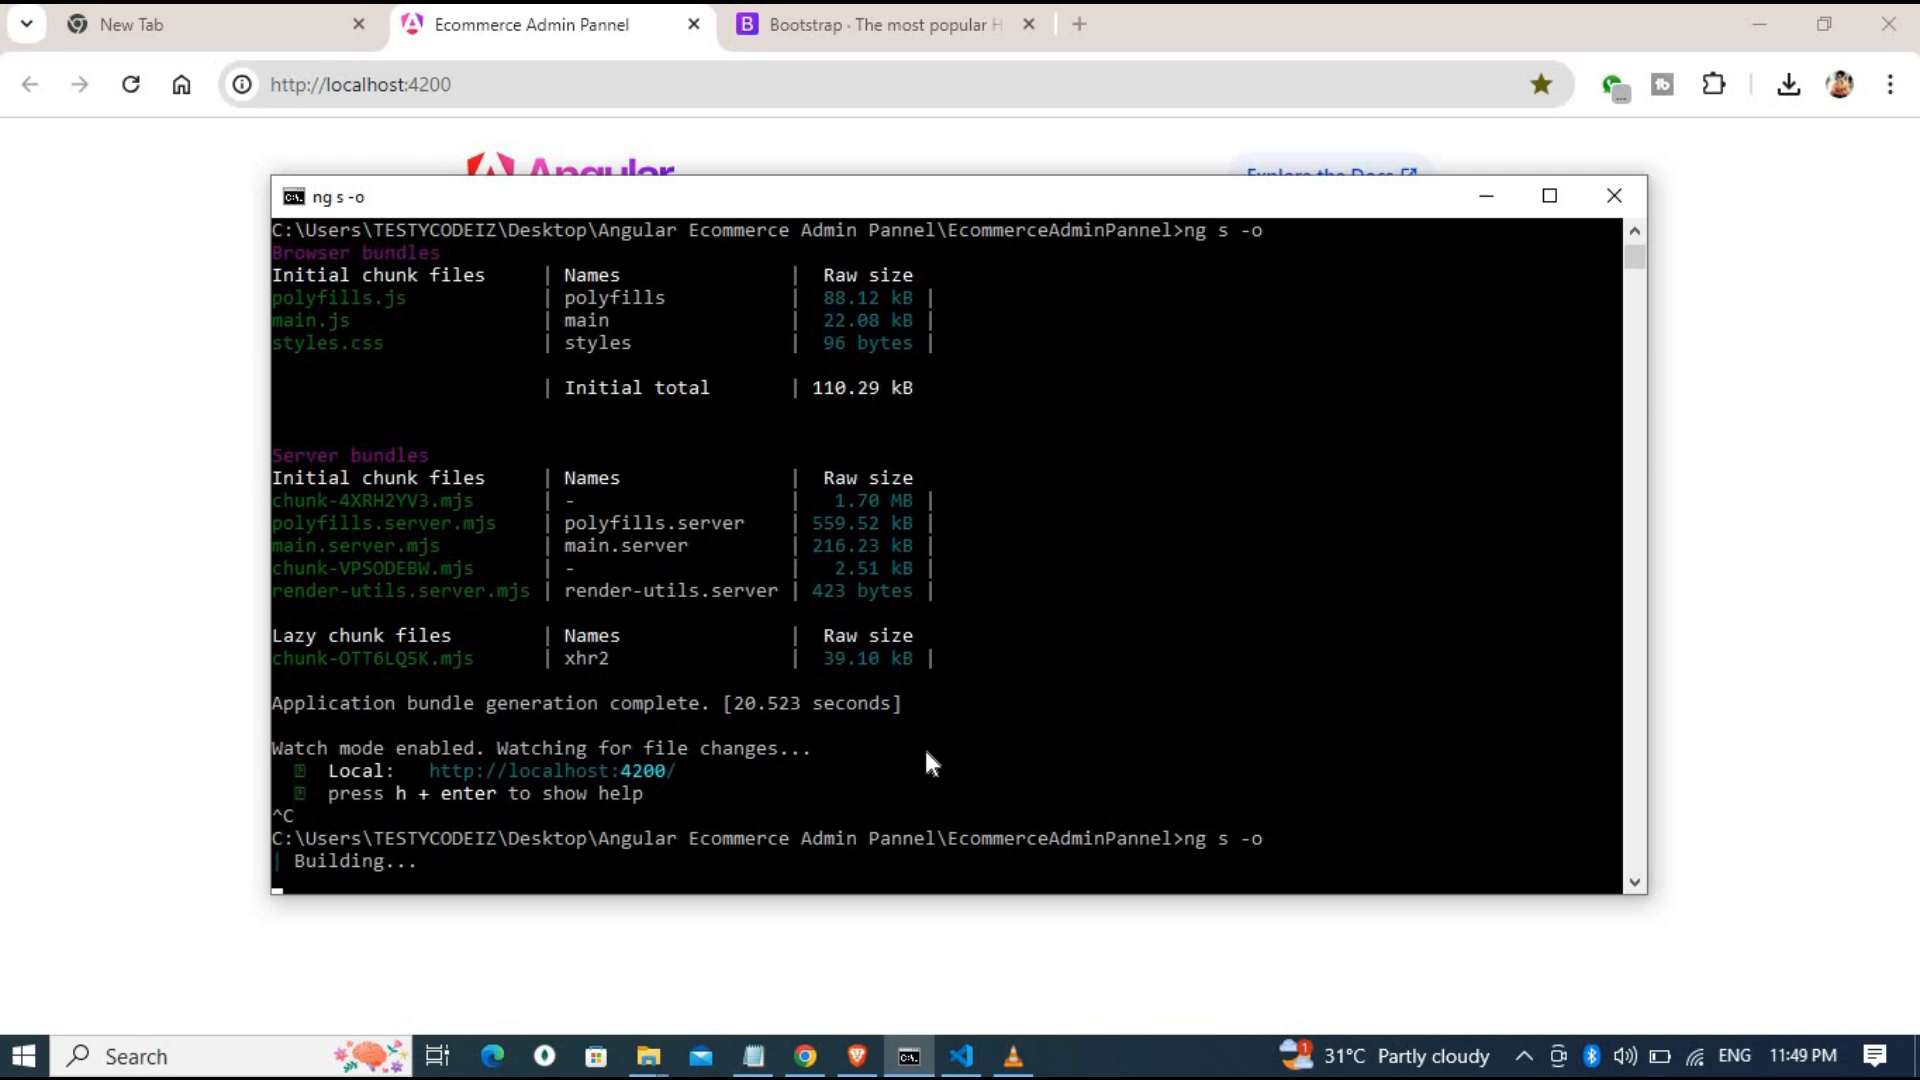 New Tab
Ecommerce Admin Pannel
Bootstrap · The most popular H
http://localhost:4200
Angular
Explore the Docs
ng s -o
C:\Users\TESTYCODEIZ\Desktop\Angular Ecommerce Admin Pannel\EcommerceAdminPannel>ng s -o
Browser bundles
Initial chunk files | Names | Raw size
polyfills.js | polyfills | 88.12 kB |
main.js | main | 22.08 kB |
styles.css | styles | 96 bytes |
| Initial total | 110.29 kB
Server bundles
Initial chunk files | Names | Raw size
chunk-4XRH2YV3.mjs | - | 1.70 MB |
polyfills.server.mjs | polyfills.server | 559.52 kB |
main.server.mjs | main.server | 216.23 kB |
chunk-VPSODEBW.mjs | - | 2.51 kB |
render-utils.server.mjs | render-utils.server | 423 bytes |
Lazy chunk files | Names | Raw size
chunk-OTT6LQ5K.mjs | xhr2 | 39.10 kB |
Application bundle generation complete. [20.523 seconds]
Watch mode enabled. Watching for file changes...
Local: http://localhost:4200/
press h + enter to show help
^C
C:\Users\TESTYCODEIZ\Desktop\Angular Ecommerce Admin Pannel\EcommerceAdminPannel>ng s -o
| Building...
Search
31°C Partly cloudy
ENG
11:49 PM